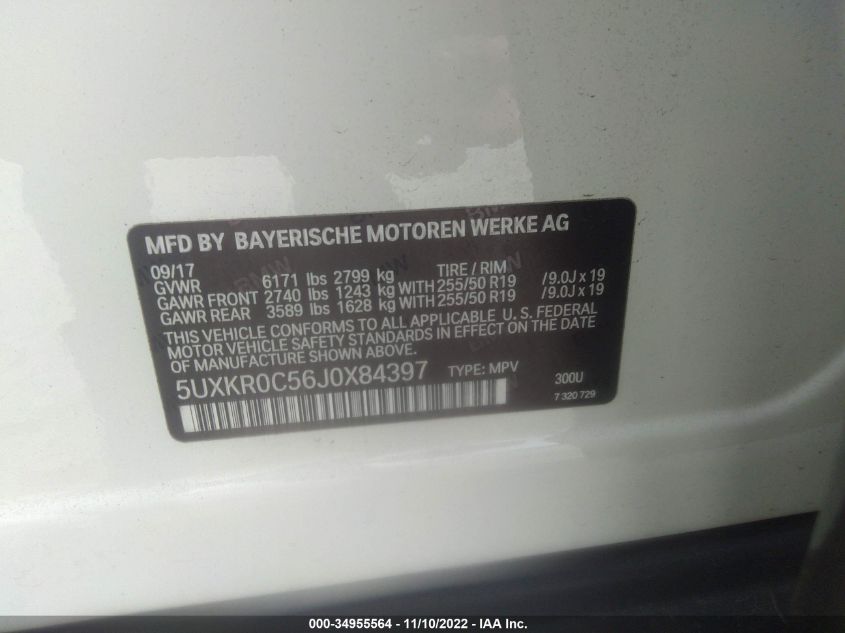 MFD BY BAYERISCHE MOTOREN WERKE AG
09/17 TIRE / RIM
GVWR 6171 lbs 2799 kg
GAWR FRONT 2740 lbs 1243 kg WITH 255/50 R19 /9.0J x 19
GAWR REAR 3589 lbs 1628 kg WITH 255/50 R19 /9.0J x 19
THIS VEHICLE CONFORMS TO ALL APPLICABLE U. S. FEDERAL
MOTOR VEHICLE SAFETY STANDARDS IN EFFECT ON THE DATE
OF MANUFACTURE SHOWN ABOVE.
5UXKR0C56J0X84397 TYPE: MPV 300U
7 320 729
000-34955564 - 11/10/2022 - IAA Inc.